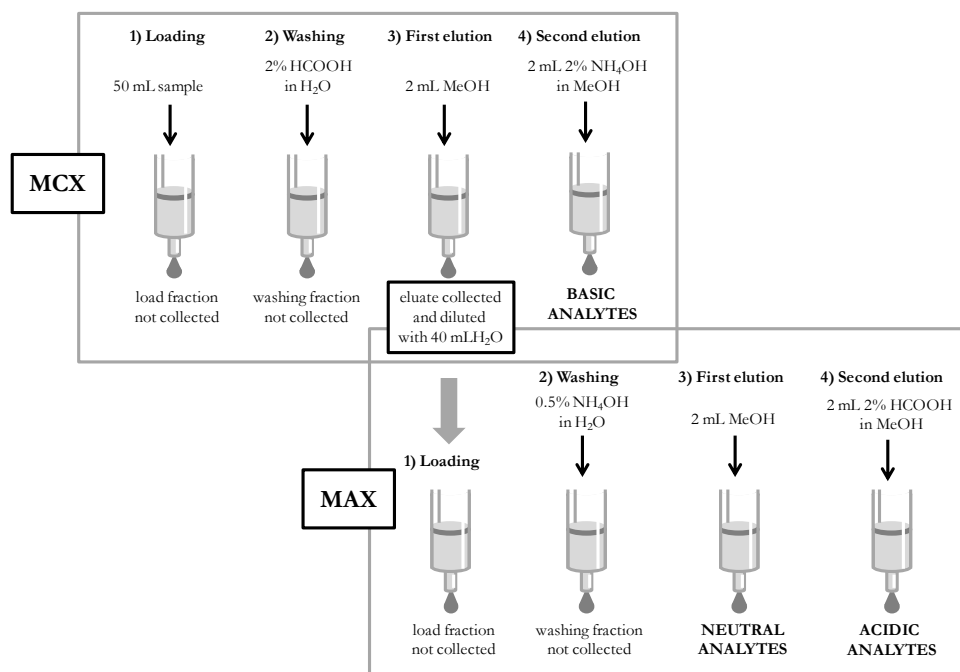 1) Loading
50 mL sample
2) Washing
2% HCOOH
in H₂O
3) First elution
2 mL MeOH
4) Second elution
2 mL 2% NH₄OH
in MeOH
MCX
load fraction
not collected
washing fraction
not collected
eluate collected
and diluted
with 40 mLH₂O
BASIC
ANALYTES
MAX
1) Loading
2) Washing
0.5% NH₄OH
in H₂O
3) First elution
2 mL MeOH
4) Second elution
2 mL 2% HCOOH
in MeOH
load fraction
not collected
washing fraction
not collected
NEUTRAL
ANALYTES
ACIDIC
ANALYTES